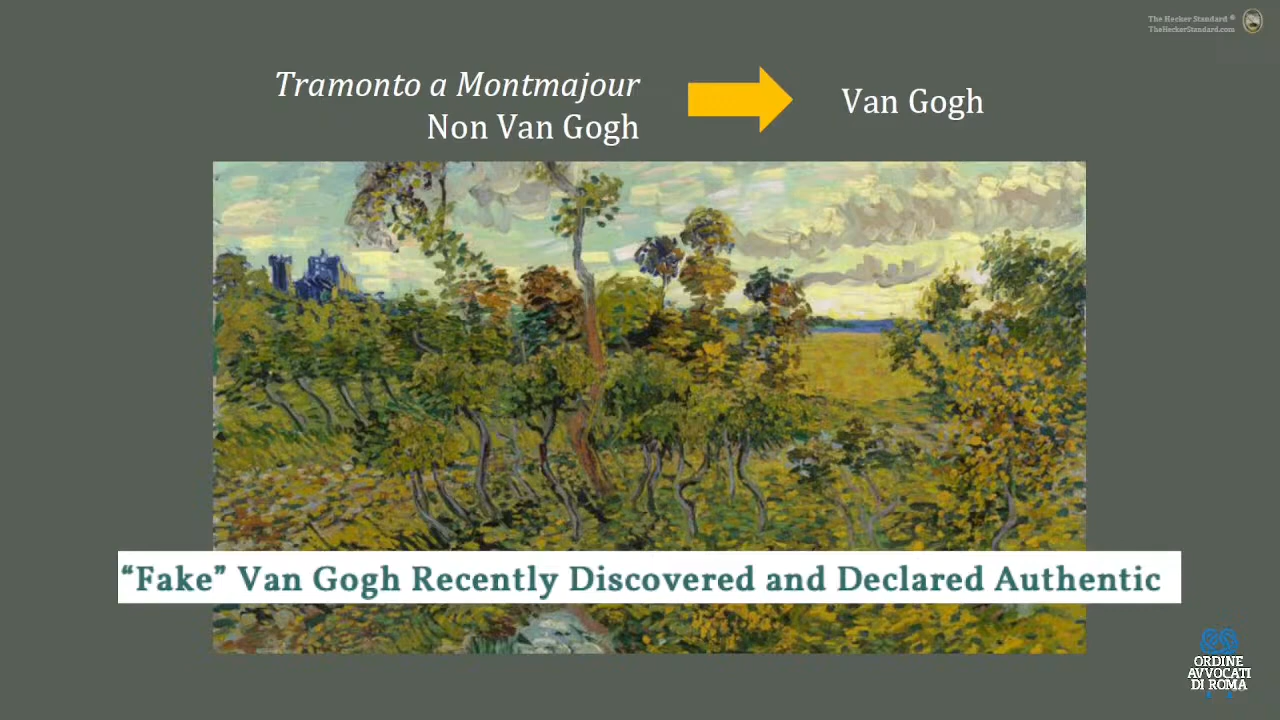 The Hecker Standard ®
TheHeckerStandard.com
Tramonto a Montmajour
Non Van Gogh
Van Gogh
“Fake” Van Gogh Recently Discovered and Declared Authentic
ORDINE
AVVOCATI
DI ROMA